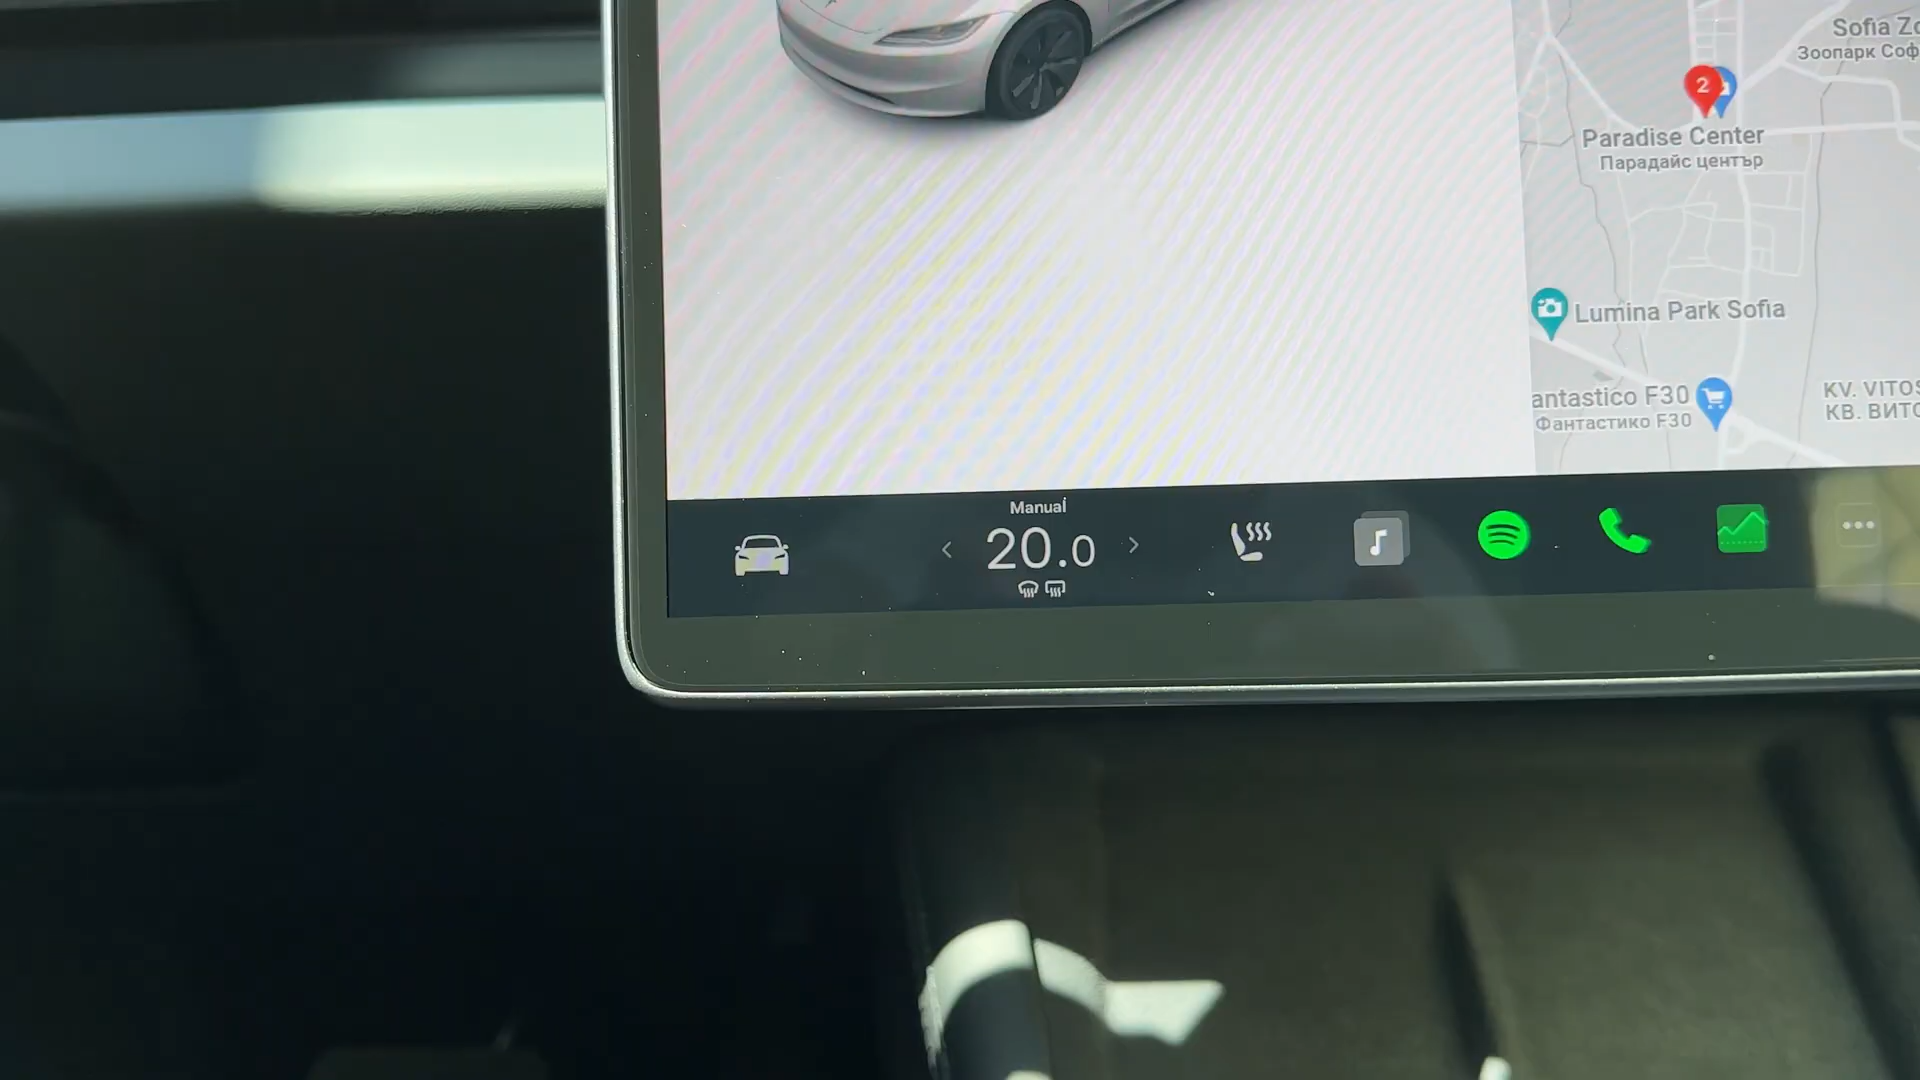 Sofia Zo
Зоопарк Соф
2
Paradise Center
Парадайс център
Lumina Park Sofia
antastico F30
Фантастико F30
KV. VITOS
КВ. ВИТО
Manual
20.0